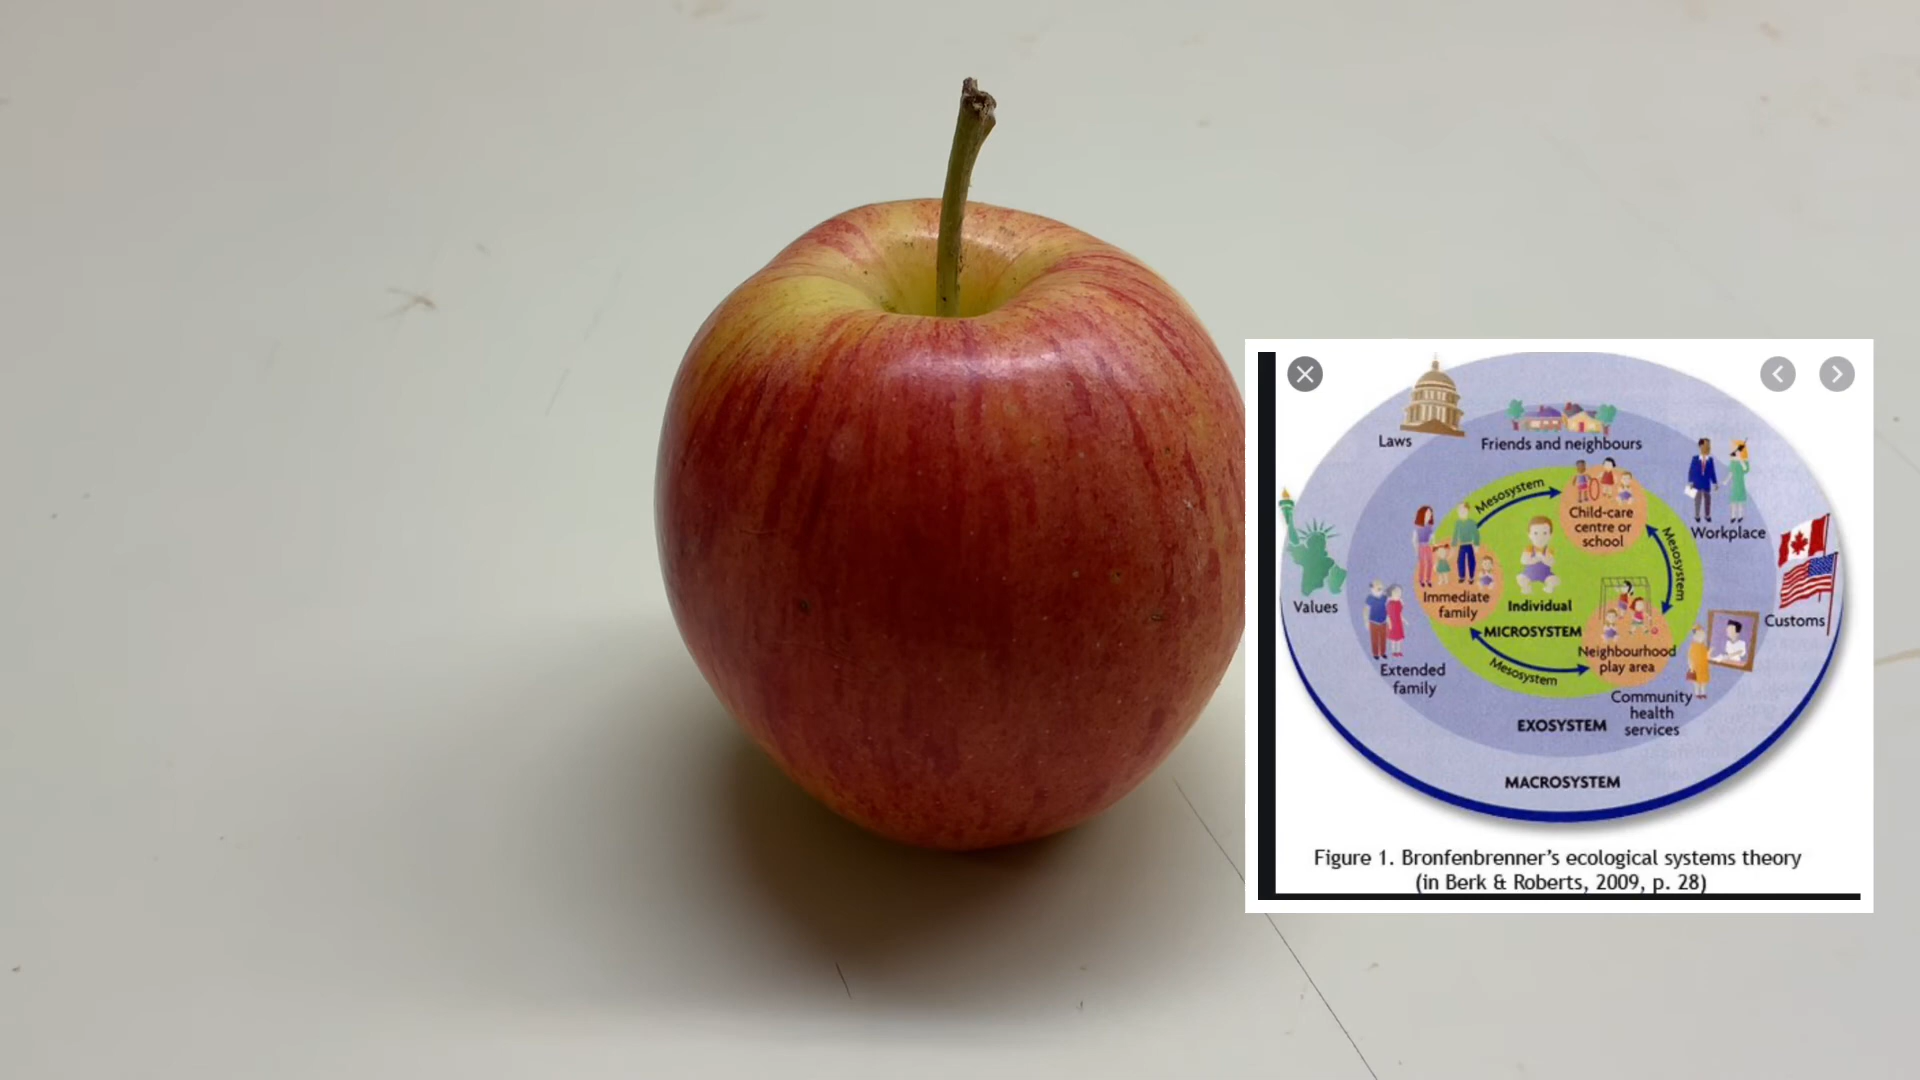 Laws
Friends and neighbours
Mesosystem
Child-care
centre or
school
Workplace
Mesosystem
Values
Immediate
family
Individual
MICROSYSTEM
Customs
Neighbourhood
play area
Mesosystem
Extended
family
Community
health
services
EXOSYSTEM
MACROSYSTEM
Figure 1. Bronfenbrenner's ecological systems theory
(in Berk & Roberts, 2009, p. 28)